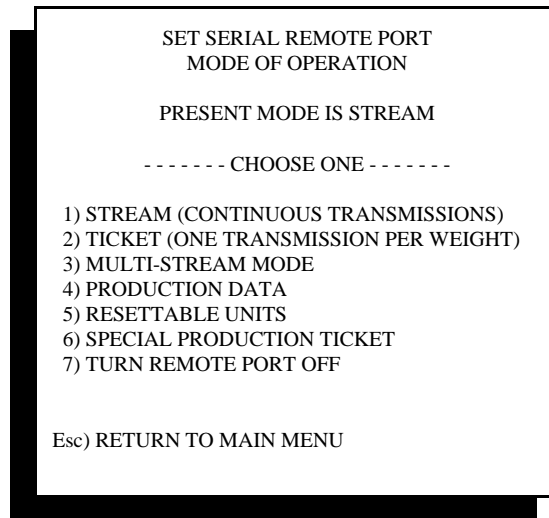 SET SERIAL REMOTE PORT
MODE OF OPERATION
PRESENT MODE IS STREAM
- - - - - - - CHOOSE ONE - - - - - - -
1) STREAM (CONTINUOUS TRANSMISSIONS)
2) TICKET (ONE TRANSMISSION PER WEIGHT)
3) MULTI-STREAM MODE
4) PRODUCTION DATA
5) RESETTABLE UNITS
6) SPECIAL PRODUCTION TICKET
7) TURN REMOTE PORT OFF
Esc) RETURN TO MAIN MENU